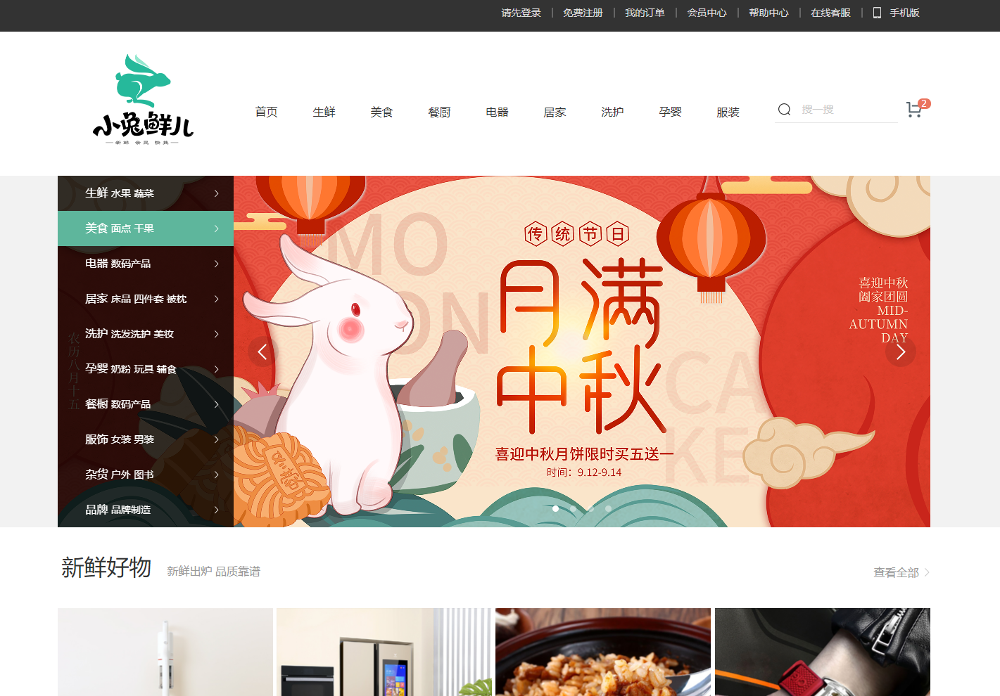 请先登录 | 免费注册 | 我的订单 | 会员中心 | 帮助中心 | 在线客服 | 手机版
小兔鲜儿
新鲜 亲民 快捷
首页 生鲜 美食 餐厨 电器 居家 洗护 孕婴 服装
搜一搜
2
生鲜 水果 蔬菜
美食 面点 干果
电器 数码产品
居家 床品 四件套 被枕
洗护 洗发洗护 美妆
孕婴 奶粉 玩具 辅食
餐橱 数码产品
服饰 女装 男装
杂货 户外 图书
品牌 品牌制造
农历八月十五
MO
ON
CA
KE
传统节日
月满
中秋
喜迎中秋月饼限时买五送一
时间：9.12-9.14
喜迎中秋
阖家团圆
MID-
AUTUMN
DAY
新鲜好物 新鲜出炉 品质靠谱
查看全部